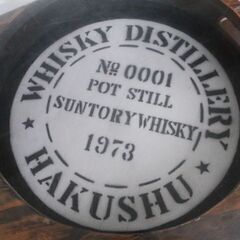 WHISKY DISTILLERY
No 0001
POT STILL
SUNTORY WHISKY
1973
HAKUSHU